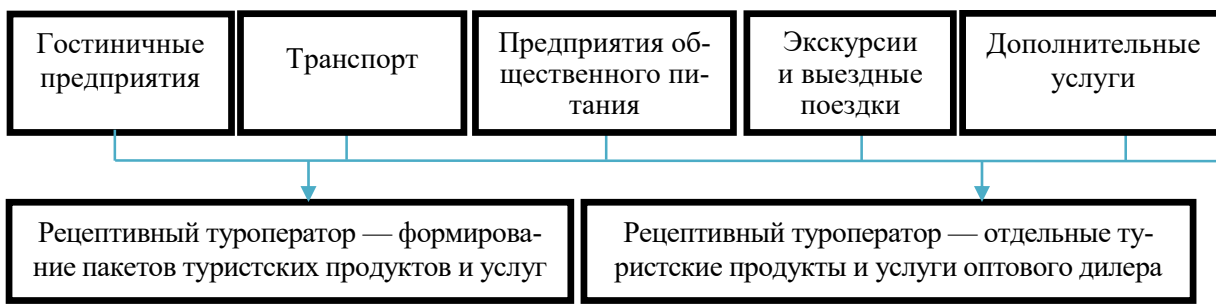 Гостиничные
предприятия
Транспорт
Предприятия об-
щественного пи-
тания
Экскурсии
и выездные
поездки
Дополнительные
услуги
Рецептивный туроператор — формирова-
ние пакетов туристских продуктов и услуг
Рецептивный туроператор — отдельные ту-
ристские продукты и услуги оптового дилера